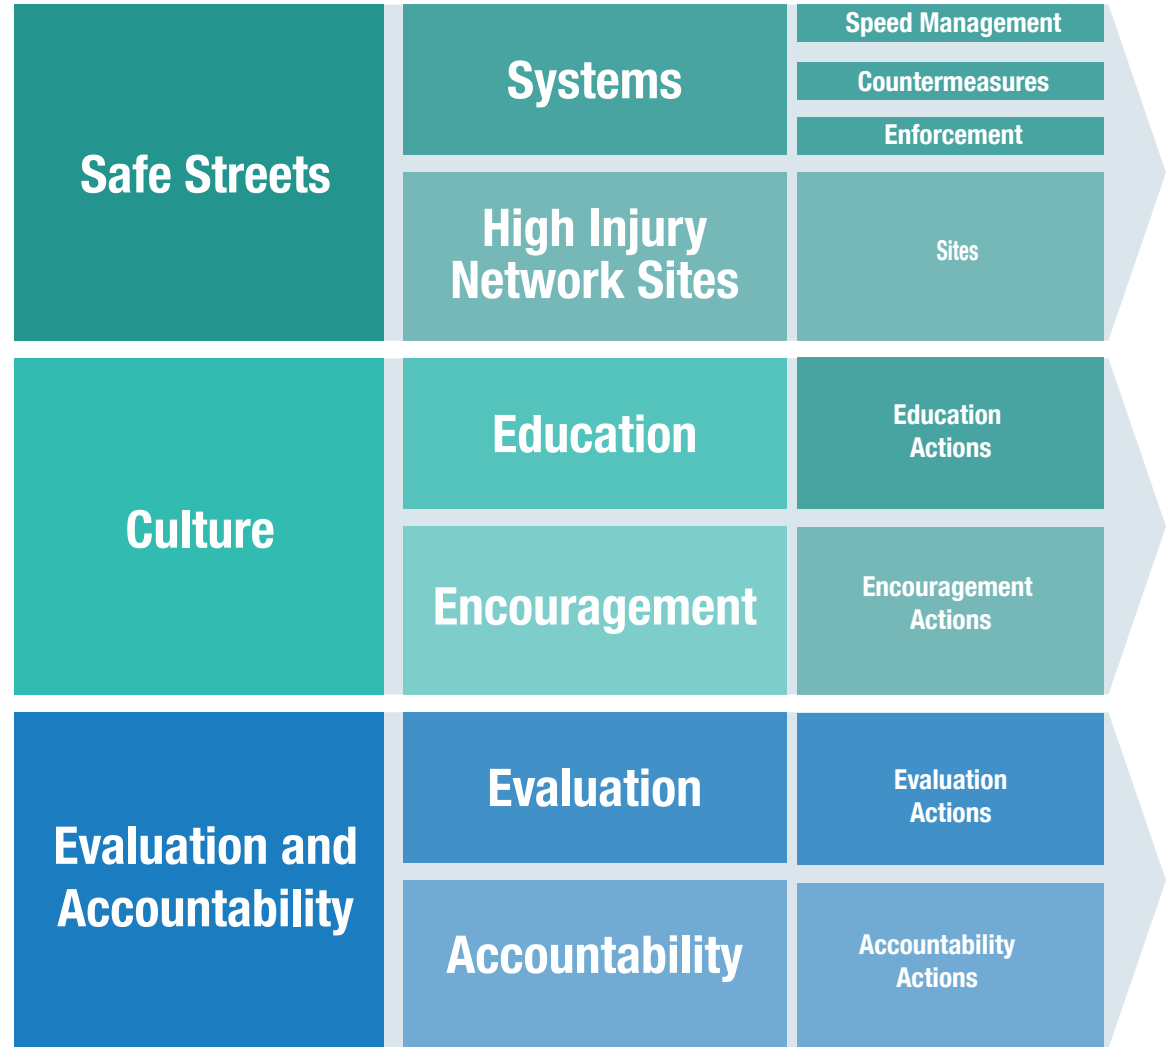 Safe Streets
Systems
Speed Management
Countermeasures
Enforcement
High Injury
Network Sites
Sites
Culture
Education
Education
Actions
Encouragement
Encouragement
Actions
Evaluation and
Accountability
Evaluation
Evaluation
Actions
Accountability
Accountability
Actions